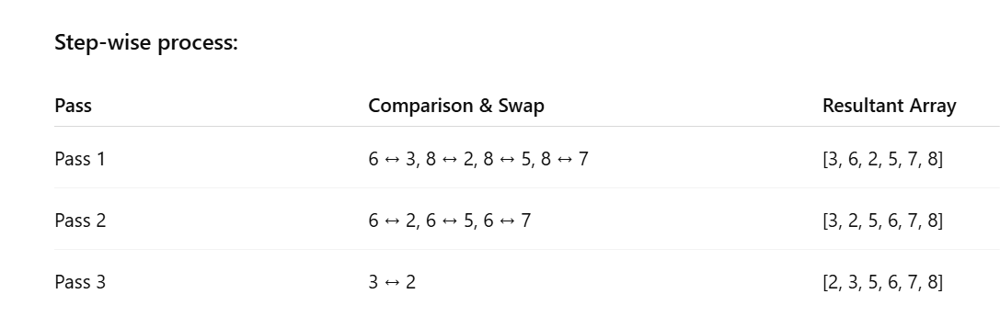 Step-wise process:
Pass Comparison & Swap Resultant Array
Pass 1 6 ↔ 3, 8 ↔ 2, 8 ↔ 5, 8 ↔ 7 [3, 6, 2, 5, 7, 8]
Pass 2 6 ↔ 2, 6 ↔ 5, 6 ↔ 7 [3, 2, 5, 6, 7, 8]
Pass 3 3 ↔ 2 [2, 3, 5, 6, 7, 8]